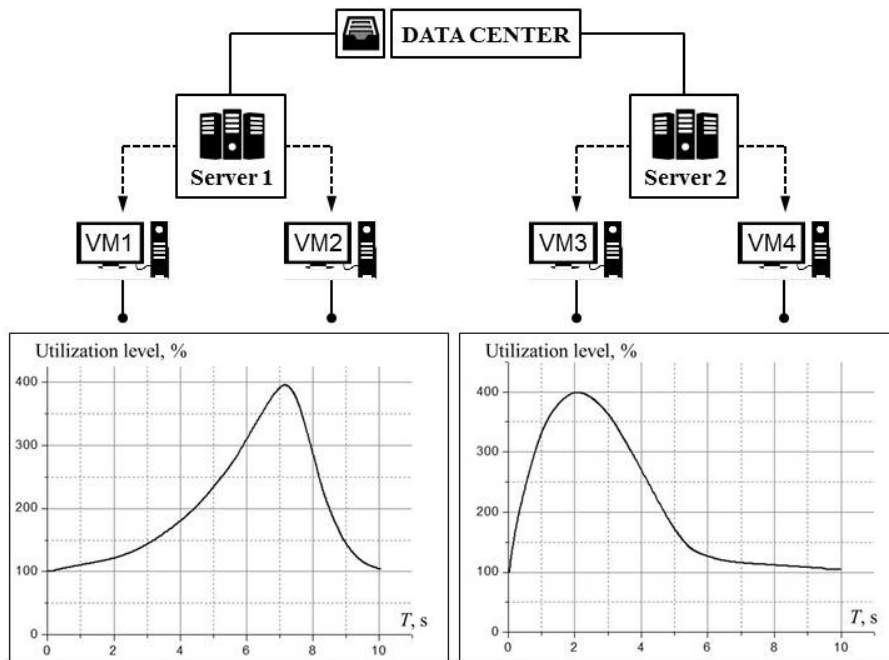 DATA CENTER
Server 1
Server 2
VM1
VM2
VM3
VM4
Utilization level, %
400
300
200
100
0
0 2 4 6 8 10
T, s
Utilization level, %
400
300
200
100
0
0 2 4 6 8 10
T, s